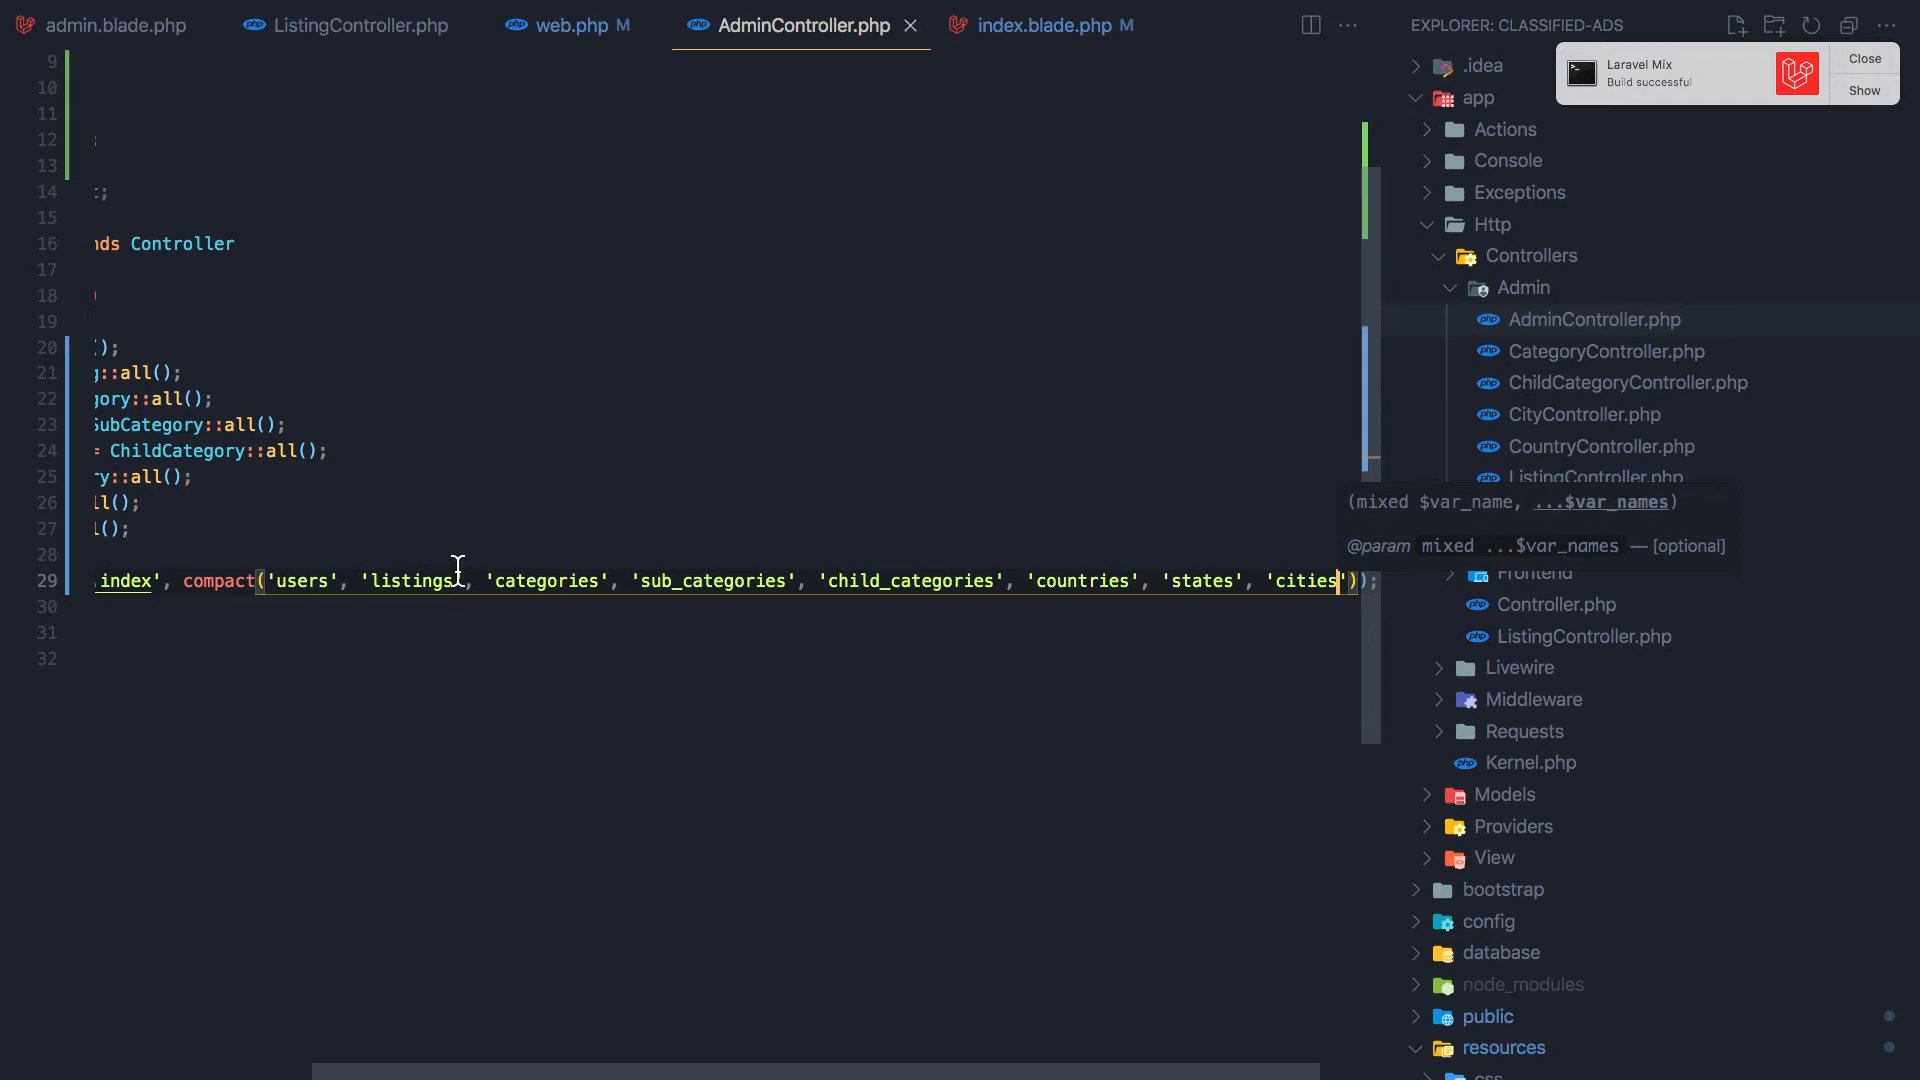 admin.blade.php ListingController.php web.php M AdminController.php index.blade.php M
EXPLORER: CLASSIFIED-ADS
Laravel Mix
Build successful
Close
Show
9
10
11
12 ;
13
14 t;
15
16 nds Controller
17
18 )
19
20 ();
21 g::all();
22 gory::all();
23 SubCategory::all();
24 = ChildCategory::all();
25 ry::all();
26 ll();
27 l();
28
29 .index', compact('users', 'listings', 'categories', 'sub_categories', 'child_categories', 'countries', 'states', 'cities'));
30
31
32
(mixed $var_name, ...$var_names)
@param mixed ...$var_names — [optional]
.idea
app
Actions
Console
Exceptions
Http
Controllers
Admin
AdminController.php
CategoryController.php
ChildCategoryController.php
CityController.php
CountryController.php
ListingController.php
Frontend
Controller.php
ListingController.php
Livewire
Middleware
Requests
Kernel.php
Models
Providers
View
bootstrap
config
database
node_modules
public
resources
css